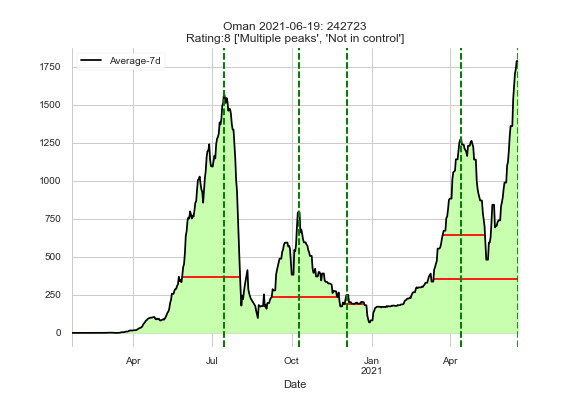 Oman 2021-06-19: 242723
Rating:8 ['Multiple peaks', 'Not in control']
Average-7d
1750
1500
1250
1000
750
500
250
0
Apr
Jul
Oct
Jan
2021
Apr
Date